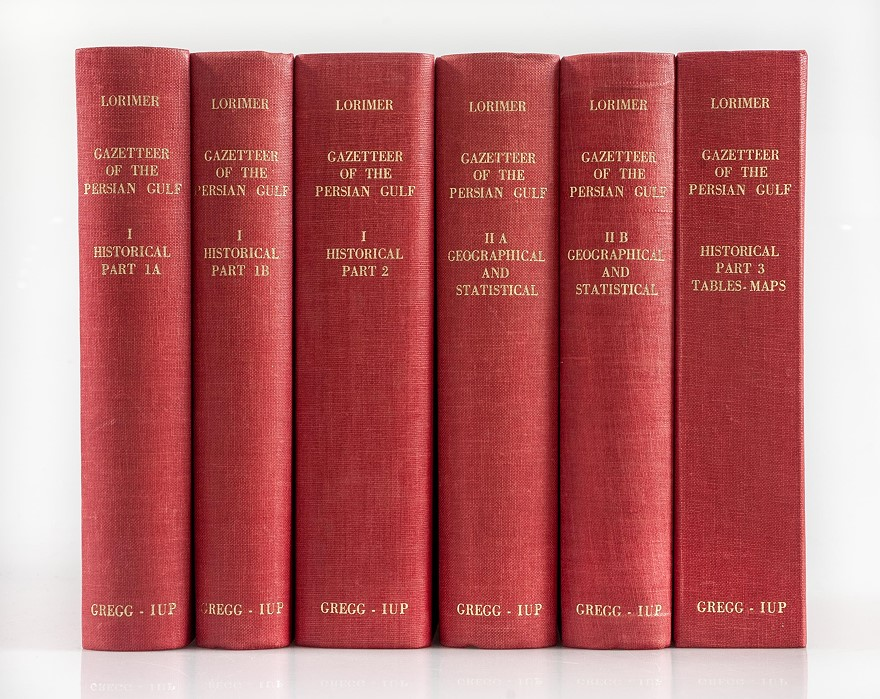 LORIMER
GAZETTEER
OF THE
PERSIAN GULF
I
HISTORICAL
PART 1A
GREGG - IUP
LORIMER
GAZETTEER
OF THE
PERSIAN GULF
I
HISTORICAL
PART 1B
GREGG - IUP
LORIMER
GAZETTEER
OF THE
PERSIAN GULF
I
HISTORICAL
PART 2
GREGG - IUP
LORIMER
GAZETTEER
OF THE
PERSIAN GULF
II A
GEOGRAPHICAL
AND
STATISTICAL
GREGG - IUP
LORIMER
GAZETTEER
OF THE
PERSIAN GULF
II B
GEOGRAPHICAL
AND
STATISTICAL
GREGG - IUP
LORIMER
GAZETTEER
OF THE
PERSIAN GULF
HISTORICAL
PART 3
TABLES-MAPS
GREGG - IUP